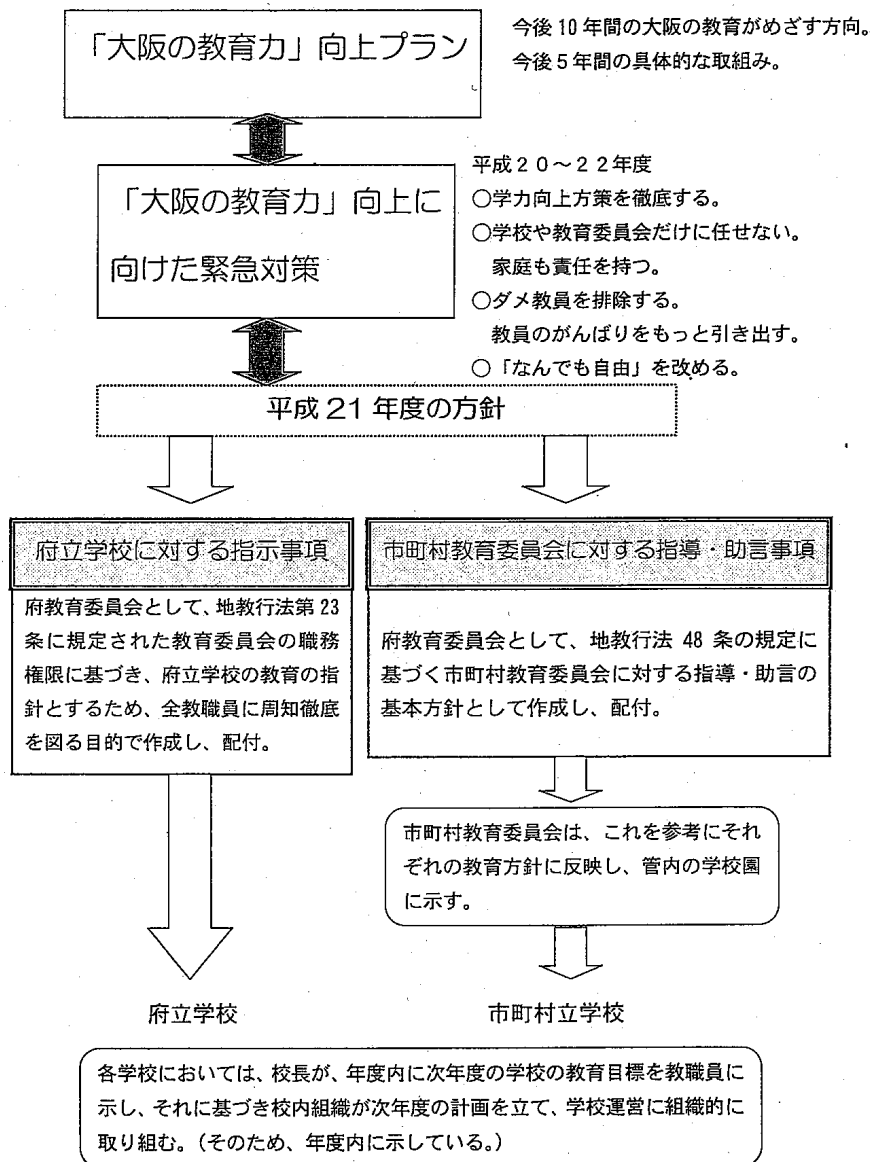 「大阪の教育力」向上プラン
今後10年間の大阪の教育がめざす方向。
今後5年間の具体的な取組み。
「大阪の教育力」向上に
向けた緊急対策
平成20～22年度
○学力向上方策を徹底する。
○学校や教育委員会だけに任せない。
家庭も責任を持つ。
○ダメ教員を排除する。
教員のがんばりをもっと引き出す。
○「なんでも自由」を改める。
平成21年度の方針
府立学校に対する指示事項
府教育委員会として、地教行法第23
条に規定された教育委員会の職務
権限に基づき、府立学校の教育の指
針とするため、全教職員に周知徹底
を図る目的で作成し、配付。
市町村教育委員会に対する指導・助言事項
府教育委員会として、地教行法 48 条の規定に
基づく市町村教育委員会に対する指導・助言の
基本方針として作成し、配付。
市町村教育委員会は、これを参考にそれ
ぞれの教育方針に反映し、管内の学校園
に示す。
府立学校
市町村立学校
各学校においては、校長が、年度内に次年度の学校の教育目標を教職員に
示し、それに基づき校内組織が次年度の計画を立て、学校運営に組織的に
取り組む。（そのため、年度内に示している。）